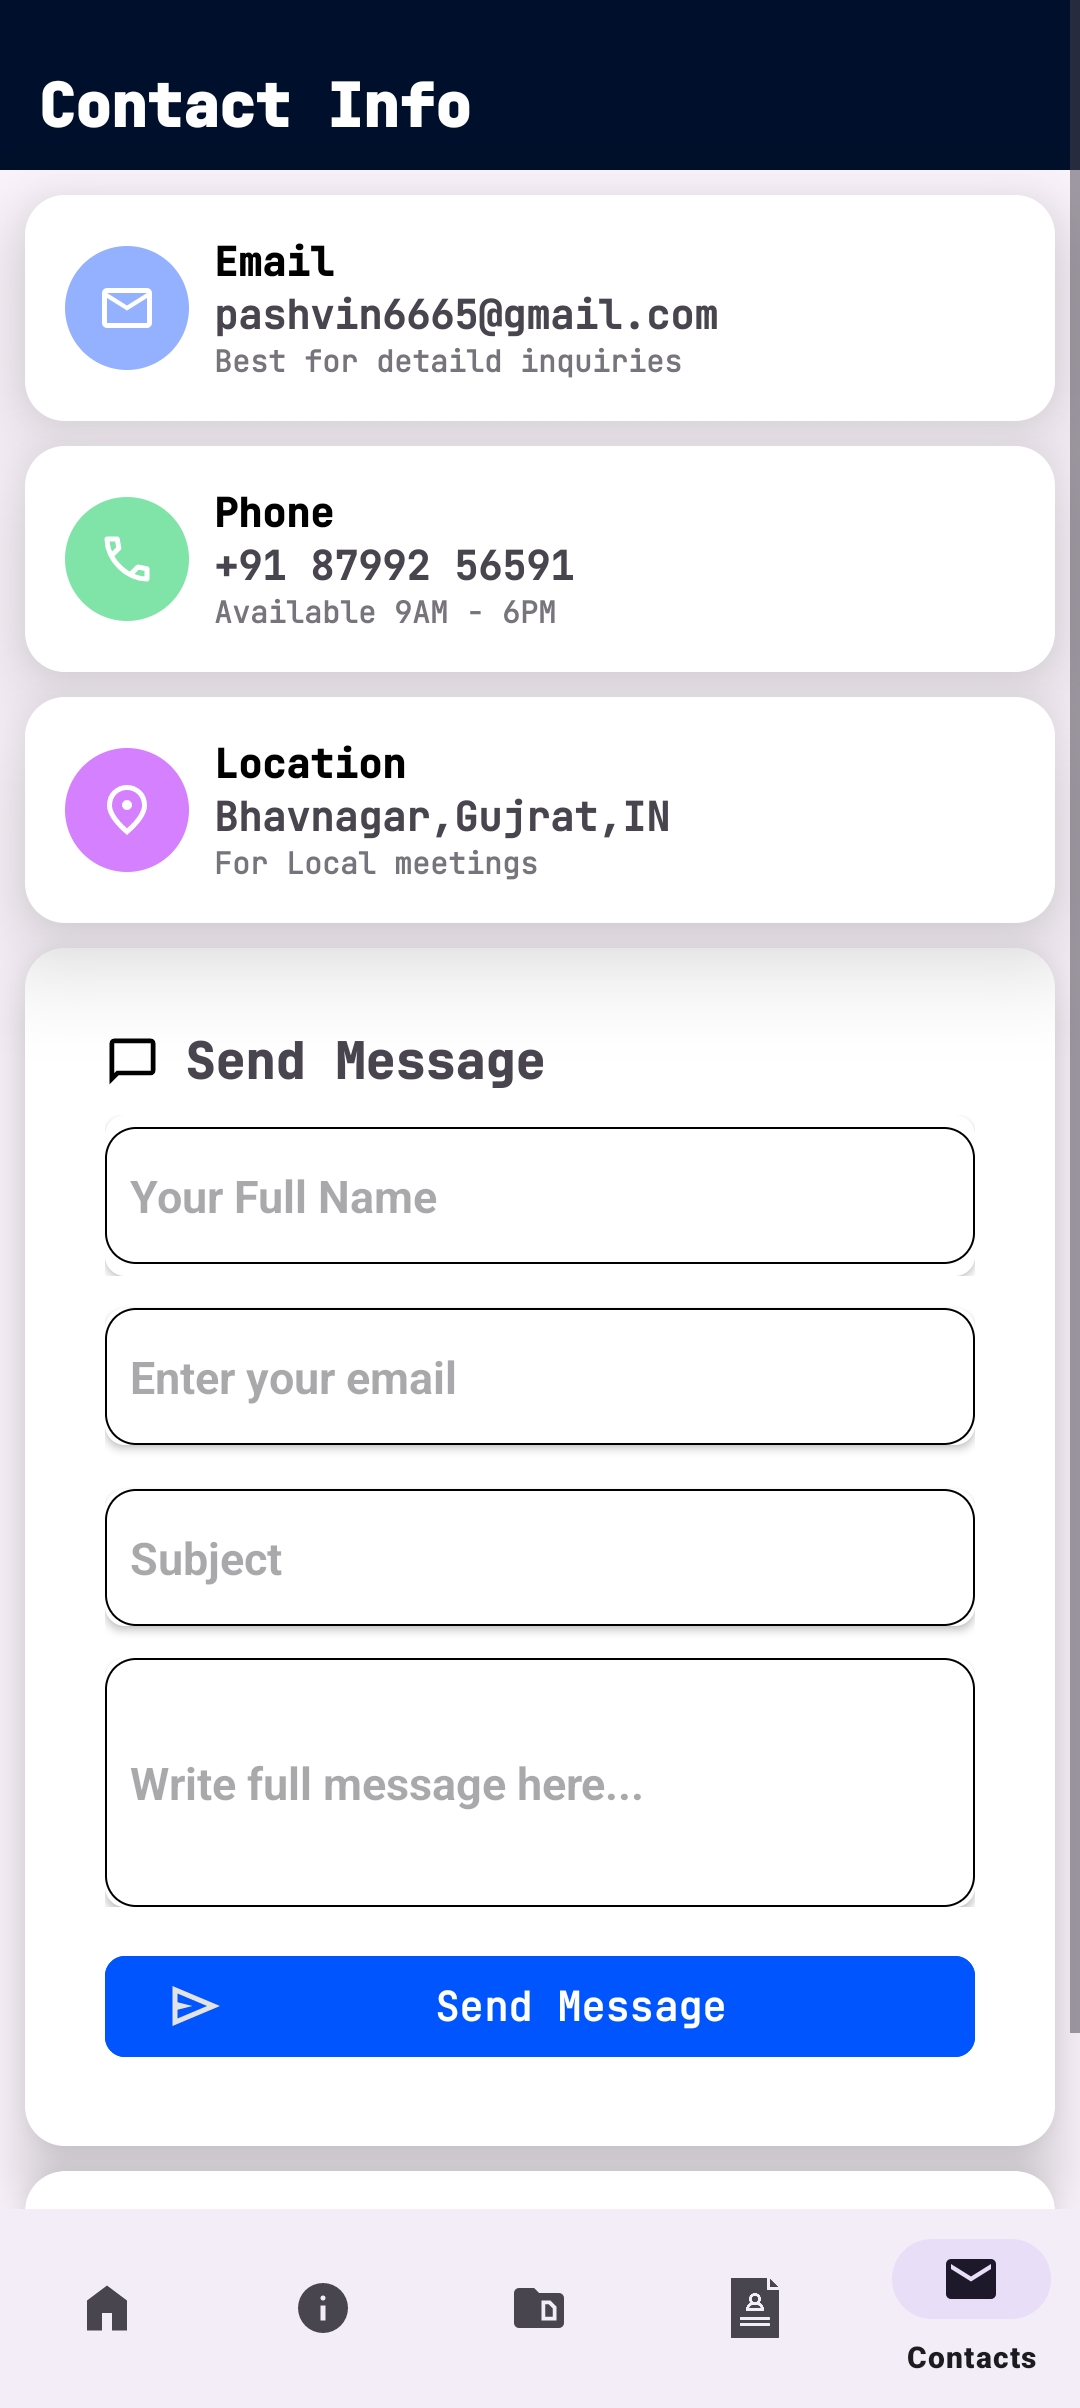 Contact Info
Email
pashvin6665@gmail.com
Best for detaild inquiries
Phone
+91 87992 56591
Available 9AM - 6PM
Location
Bhavnagar,Gujrat,IN
For Local meetings
Send Message
Your Full Name
Enter your email
Subject
Write full message here...
Send Message
Contacts